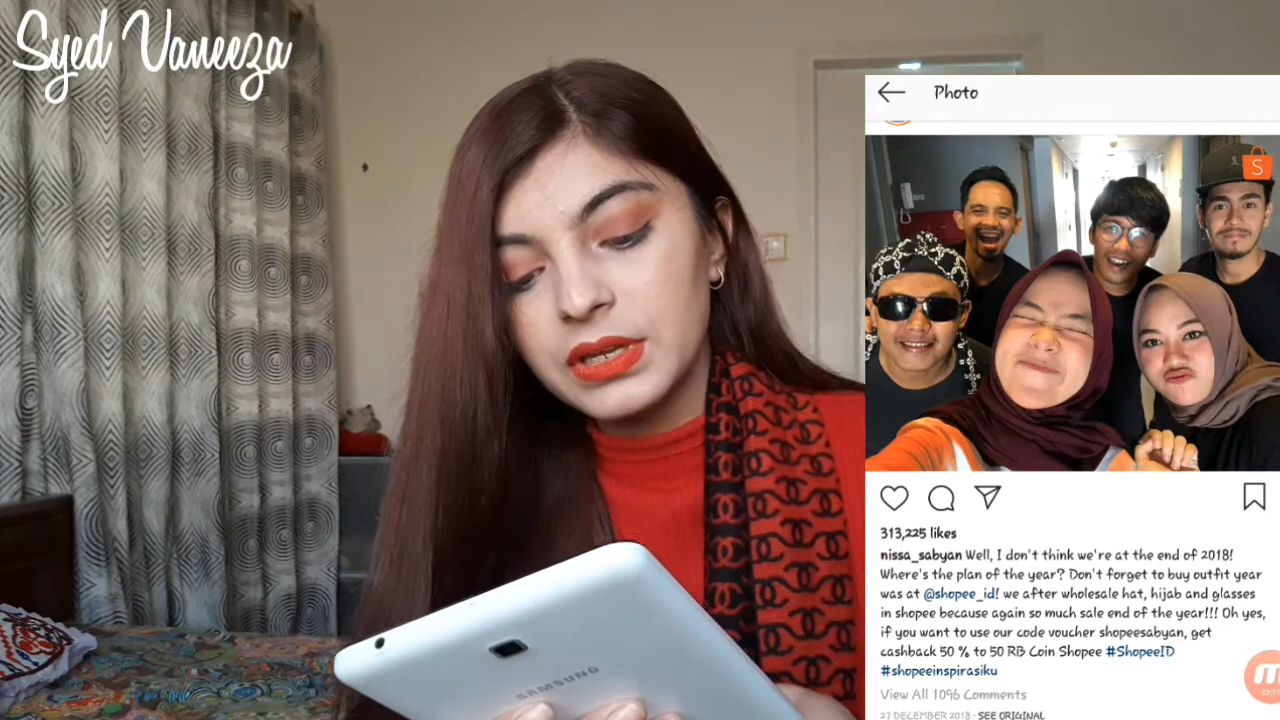 Syed Vaneeza
Photo
S
313,225 likes
nissa_sabyan Well, I don't think we're at the end of 2018!
Where's the plan of the year? Don't forget to buy outfit year
was at @shopee_id! we after wholesale hat, hijab and glasses
in shopee because again so much sale end of the year!!! Oh yes,
if you want to use our code voucher shopeesabyan, get
cashback 50 % to 50 RB Coin Shopee #ShopeeID
#shopeeinspirasiku
View All 1096 Comments
27 DECEMBER 2018 · SEE ORIGINAL
SAMSUNG